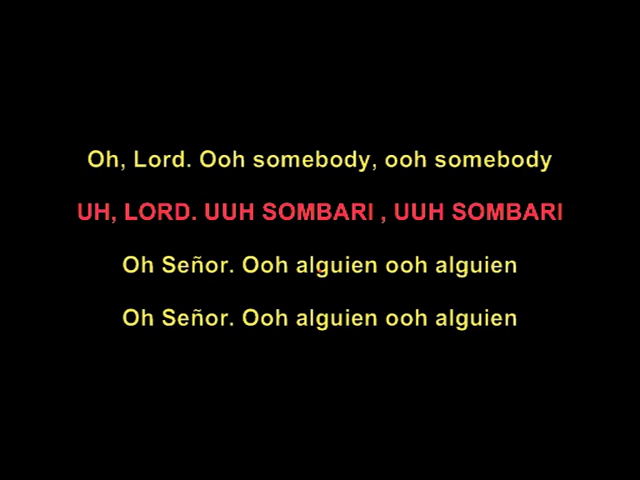 Oh, Lord. Ooh somebody, ooh somebody
UH, LORD. UUH SOMBARI , UUH SOMBARI
Oh Señor. Ooh alguien ooh alguien
Oh Señor. Ooh alguien ooh alguien